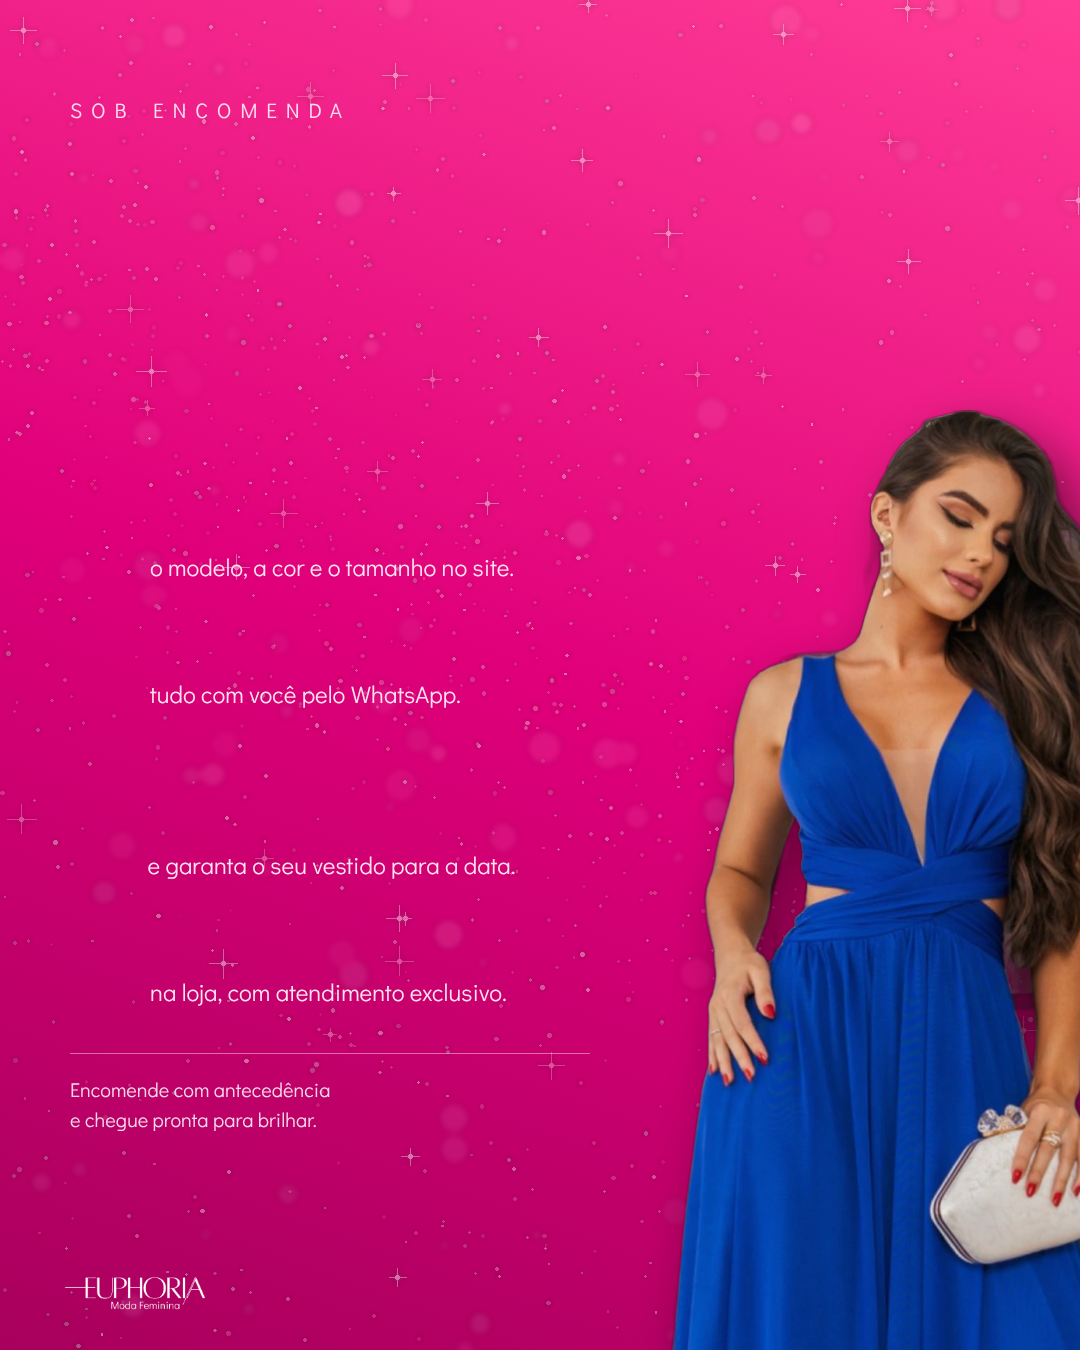 SOB ENCOMENDA
o modelo, a cor e o tamanho no site.
tudo com você pelo WhatsApp.
e garanta o seu vestido para a data.
na loja, com atendimento exclusivo.
Encomende com antecedência
e chegue pronta para brilhar.
EUPHORIA
Moda Feminina